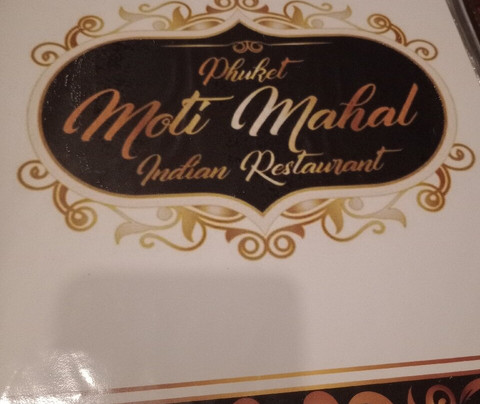 Phuket
Moti Mahal
Indian Restaurant